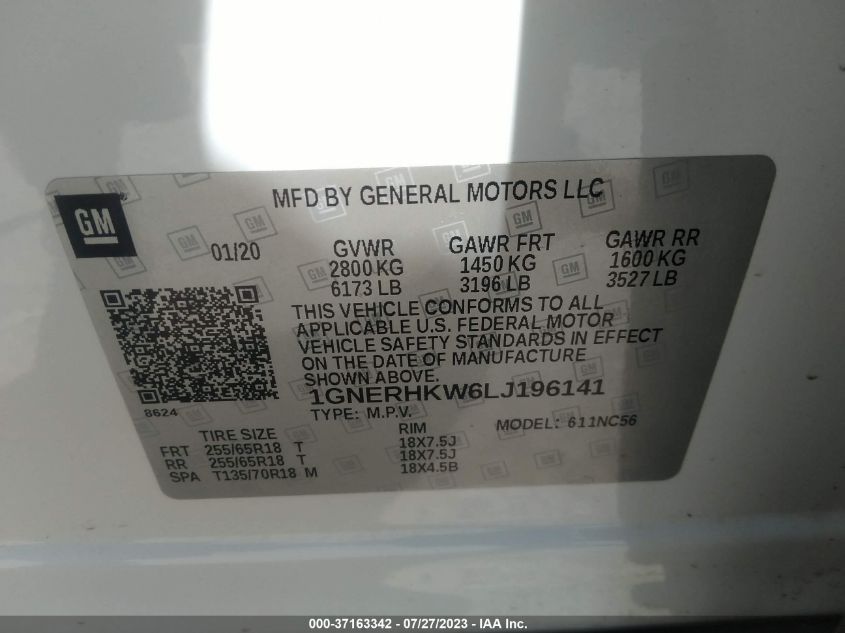 MFD BY GENERAL MOTORS LLC
GM
01/20 GVWR GAWR FRT GAWR RR
2800 KG 1450 KG 1600 KG
6173 LB 3196 LB 3527 LB
THIS VEHICLE CONFORMS TO ALL
APPLICABLE U.S. FEDERAL MOTOR
VEHICLE SAFETY STANDARDS IN EFFECT
ON THE DATE OF MANUFACTURE
SHOWN ABOVE.
1GNERHKW6LJ196141
8624
TYPE: M.P.V. MODEL: 611NC56
TIRE SIZE RIM
FRT 255/65R18 T 18X7.5J
RR 255/65R18 T 18X7.5J
SPA T135/70R18 M 18X4.5B
000-37163342 - 07/27/2023 - IAA Inc.